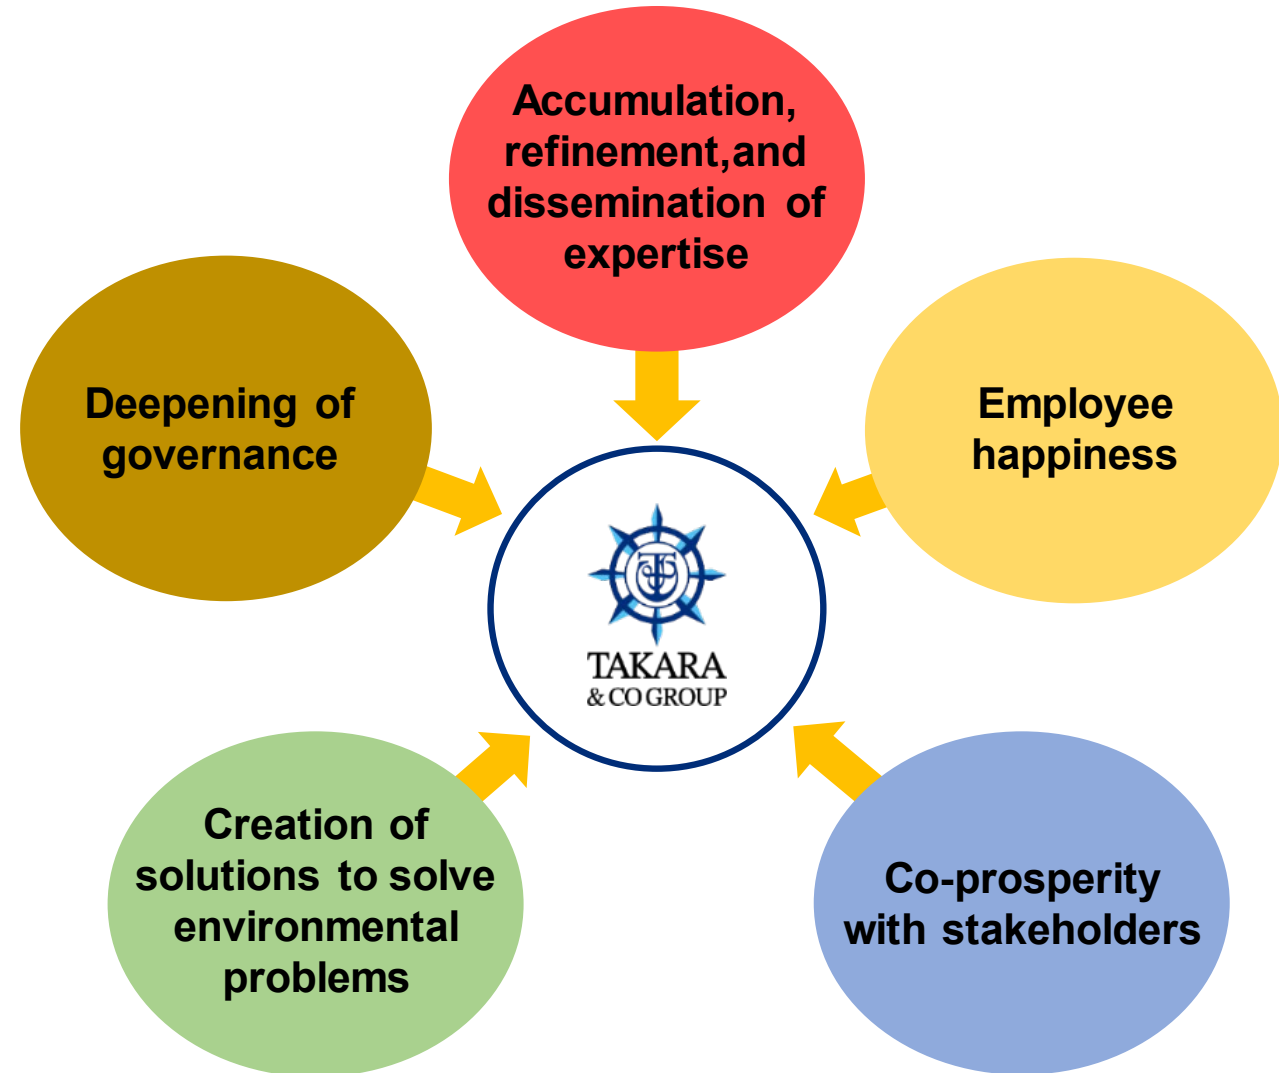 Accumulation,
refinement,and
dissemination of
expertise
Deepening of
governance
Employee
happiness
TAKARA
& CO GROUP
Creation of
solutions to solve
environmental
problems
Co-prosperity
with stakeholders